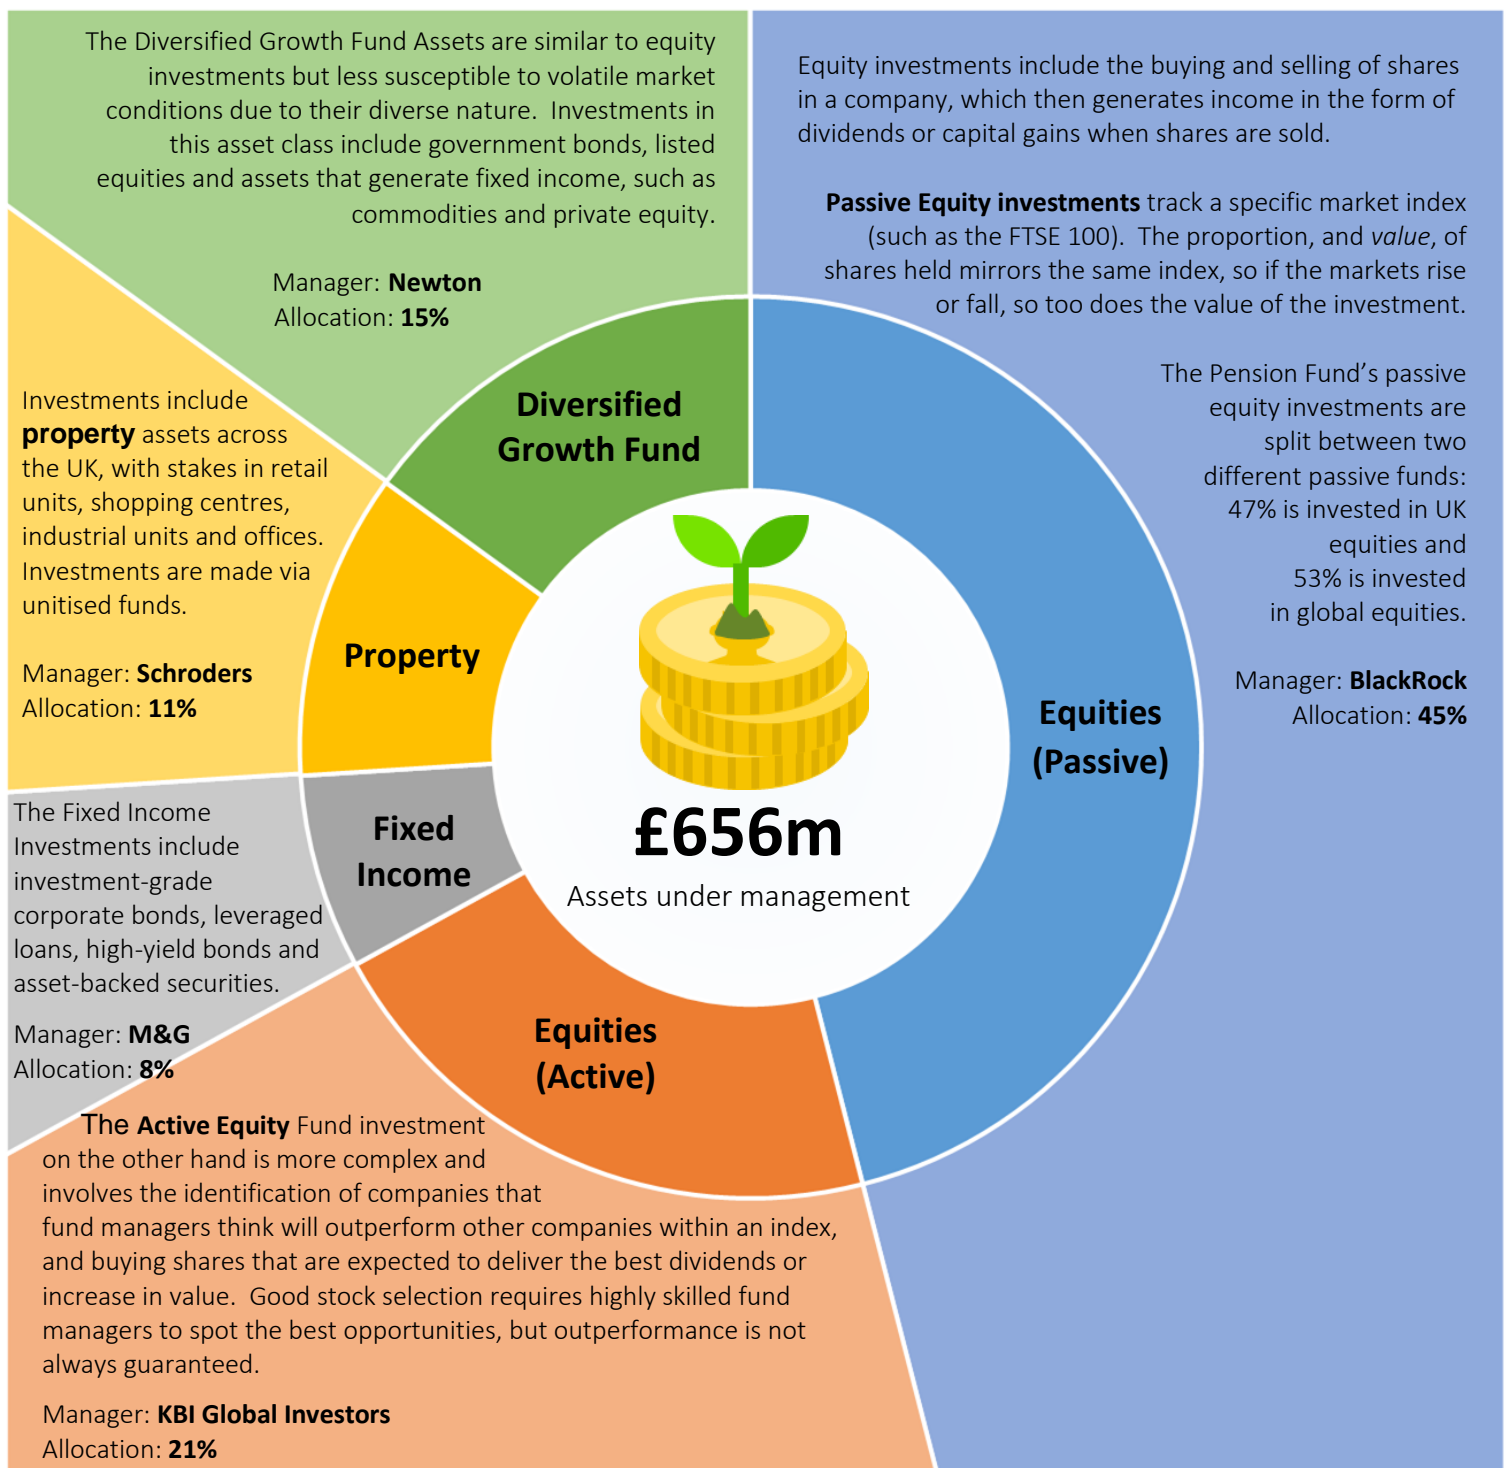 The Diversified Growth Fund Assets are similar to equity
investments but less susceptible to volatile market
conditions due to their diverse nature.  Investments in
this asset class include government bonds, listed
equities and assets that generate fixed income, such as
commodities and private equity.
Manager: Newton
Allocation: 15%
Equity investments include the buying and selling of shares
in a company, which then generates income in the form of
dividends or capital gains when shares are sold.
Passive Equity investments track a specific market index
(such as the FTSE 100).  The proportion, and value, of
shares held mirrors the same index, so if the markets rise
or fall, so too does the value of the investment.
The Pension Fund’s passive
equity investments are
split between two
different passive funds:
47% is invested in UK
equities and
53% is invested
in global equities.
Manager: BlackRock
Allocation: 45%
Diversified
Growth Fund
Investments include
property assets across
the UK, with stakes in retail
units, shopping centres,
industrial units and offices.
Investments are made via
unitised funds.
Manager: Schroders
Allocation: 11%
Property
Equities
(Passive)
The Fixed Income
Investments include
investment-grade
corporate bonds, leveraged
loans, high-yield bonds and
asset-backed securities.
Manager: M&G
Allocation: 8%
Fixed
Income
£656m
Assets under management
Equities
(Active)
The Active Equity Fund investment
on the other hand is more complex and
involves the identification of companies that
fund managers think will outperform other companies within an index,
and buying shares that are expected to deliver the best dividends or
increase in value.  Good stock selection requires highly skilled fund
managers to spot the best opportunities, but outperformance is not
always guaranteed.
Manager: KBI Global Investors
Allocation: 21%